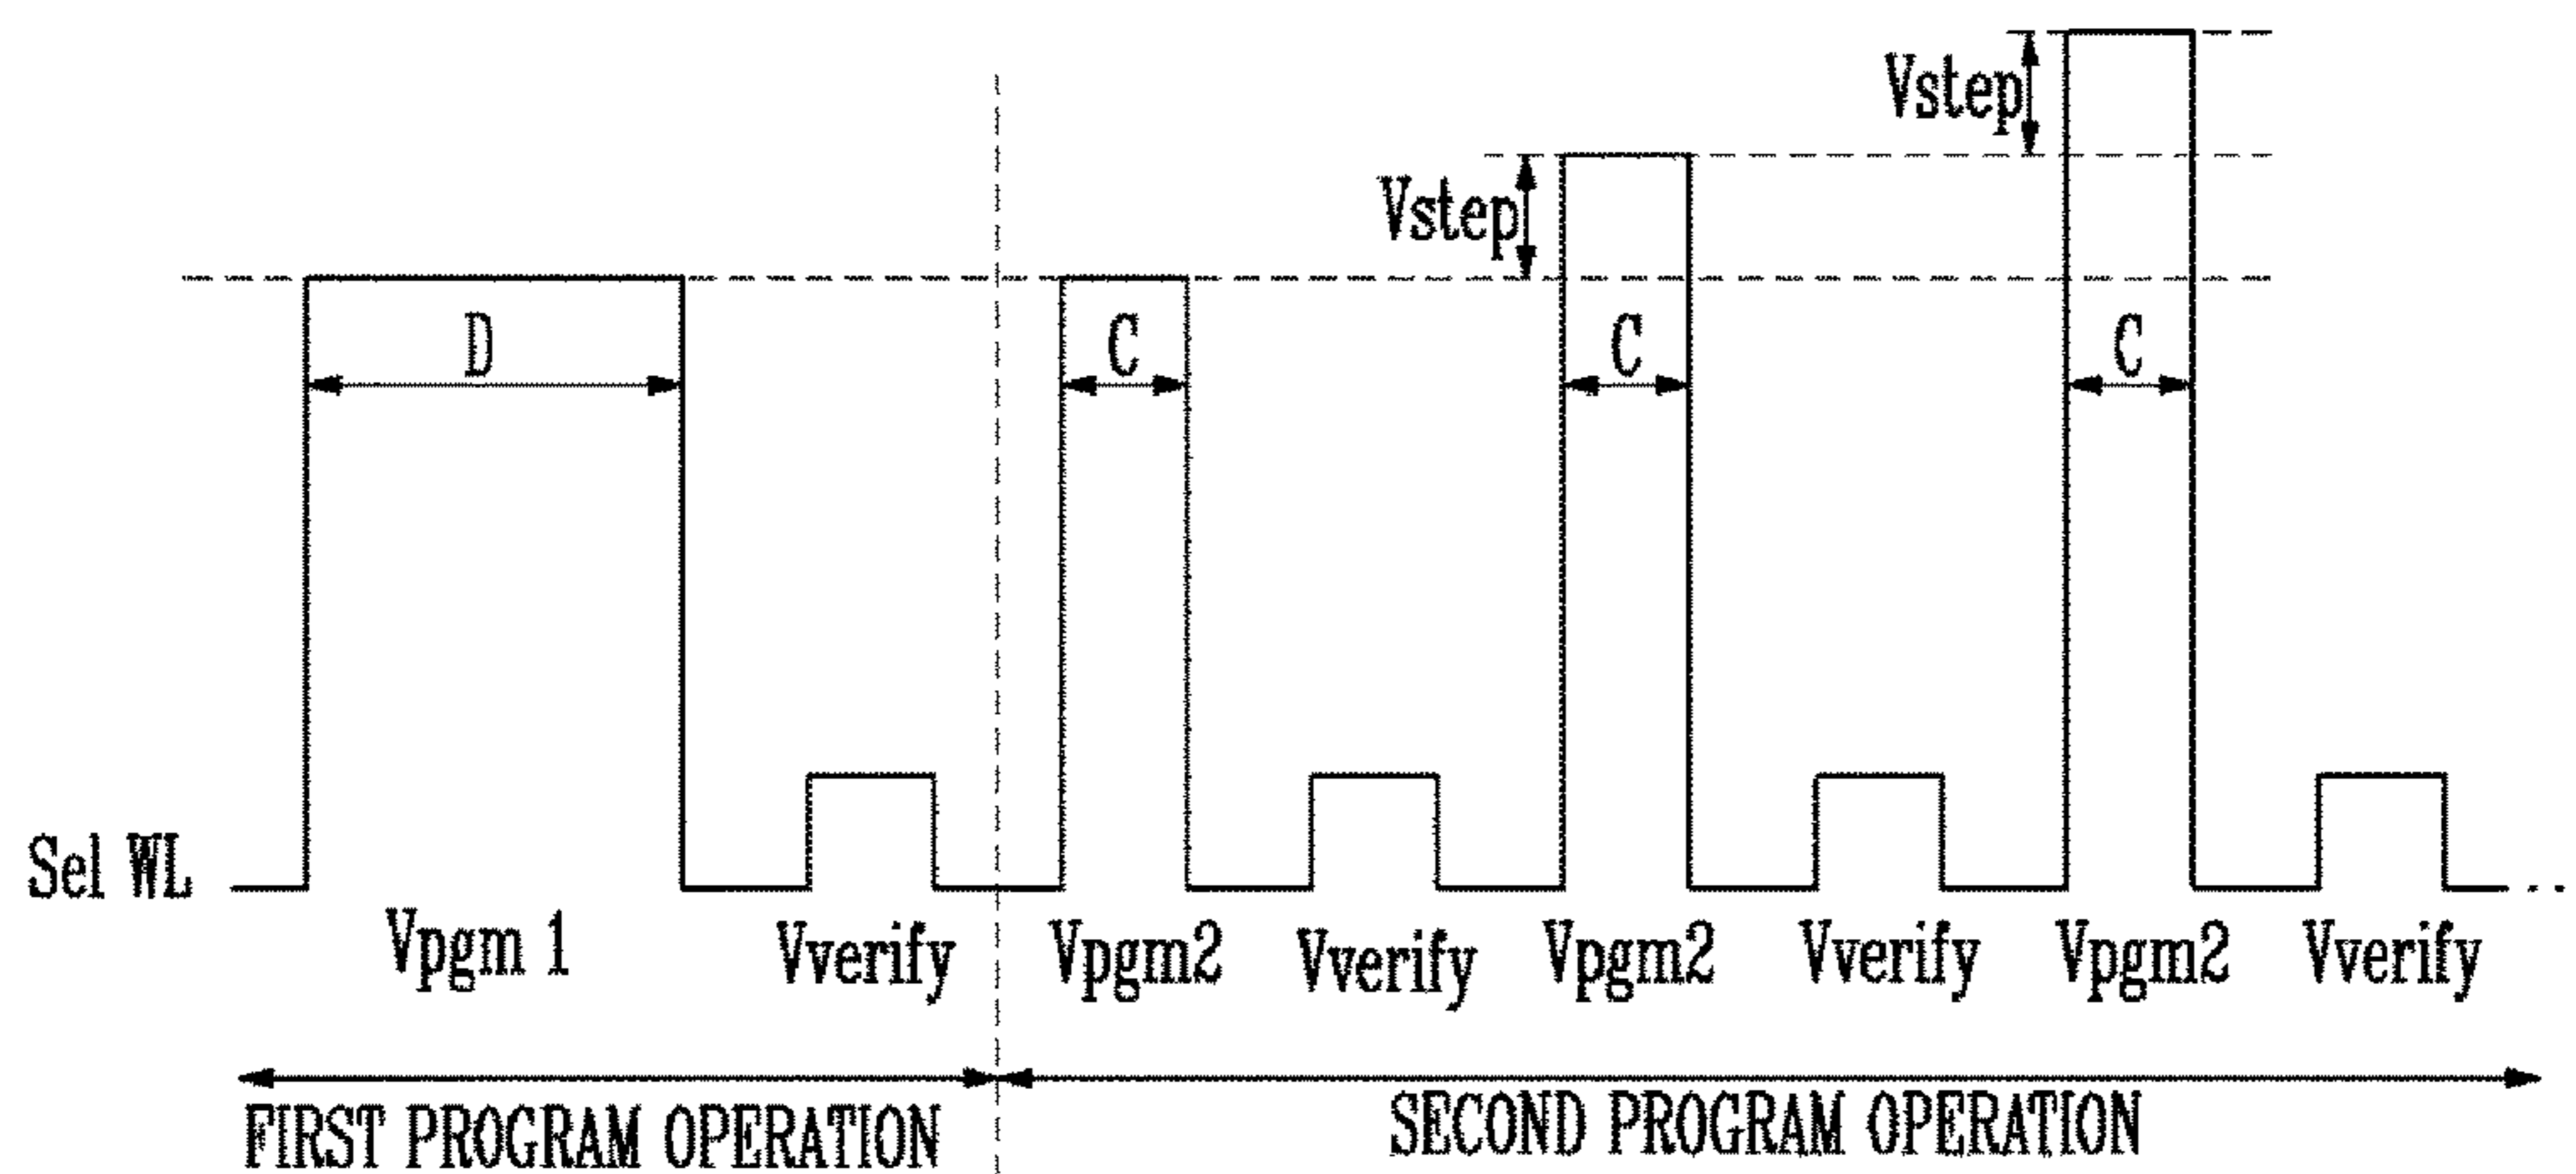 Vstep
Vstep
D
C
C
C
Sel WL
Vpgm 1
Vverify
Vpgm2
Vverify
Vpgm2
Vverify
Vpgm2
Vverify
FIRST PROGRAM OPERATION
SECOND PROGRAM OPERATION